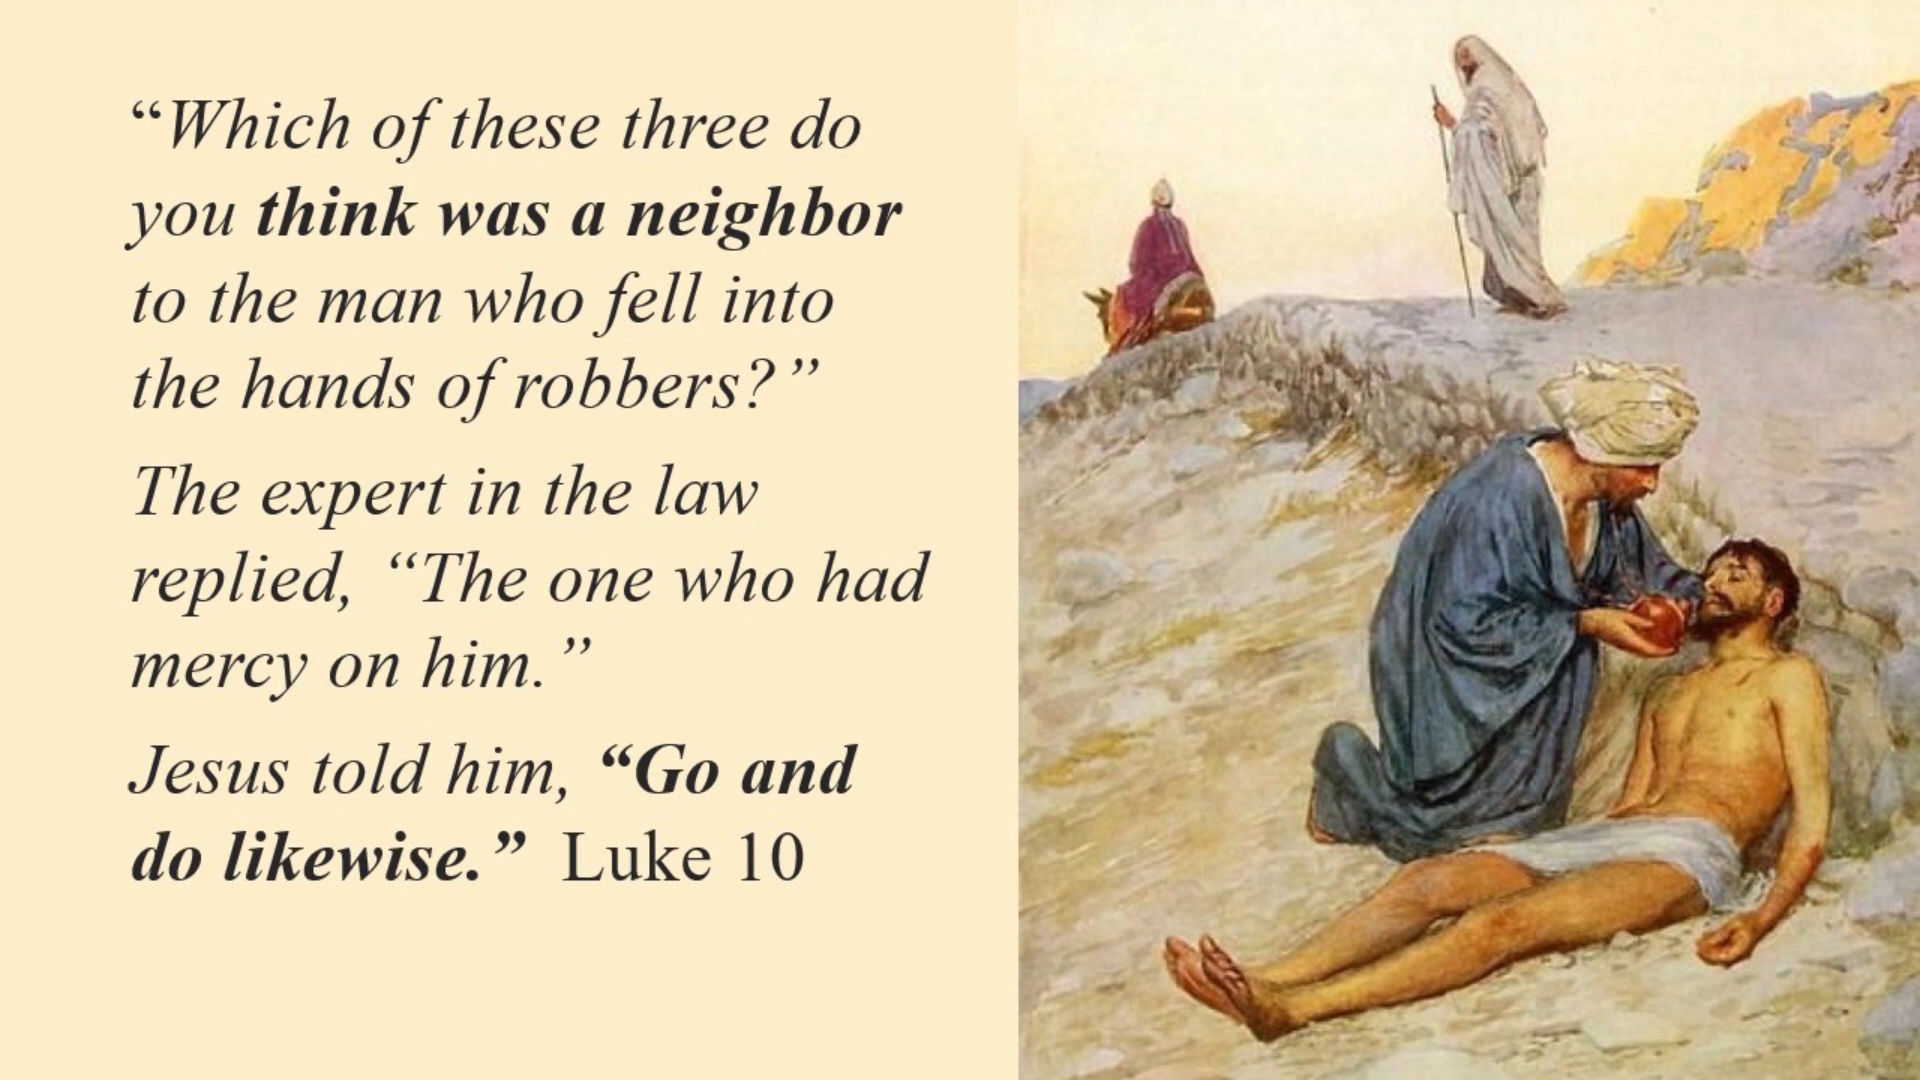 “Which of these three do
you think was a neighbor
to the man who fell into
the hands of robbers?”
The expert in the law
replied, “The one who had
mercy on him.”
Jesus told him, “Go and
do likewise.” Luke 10